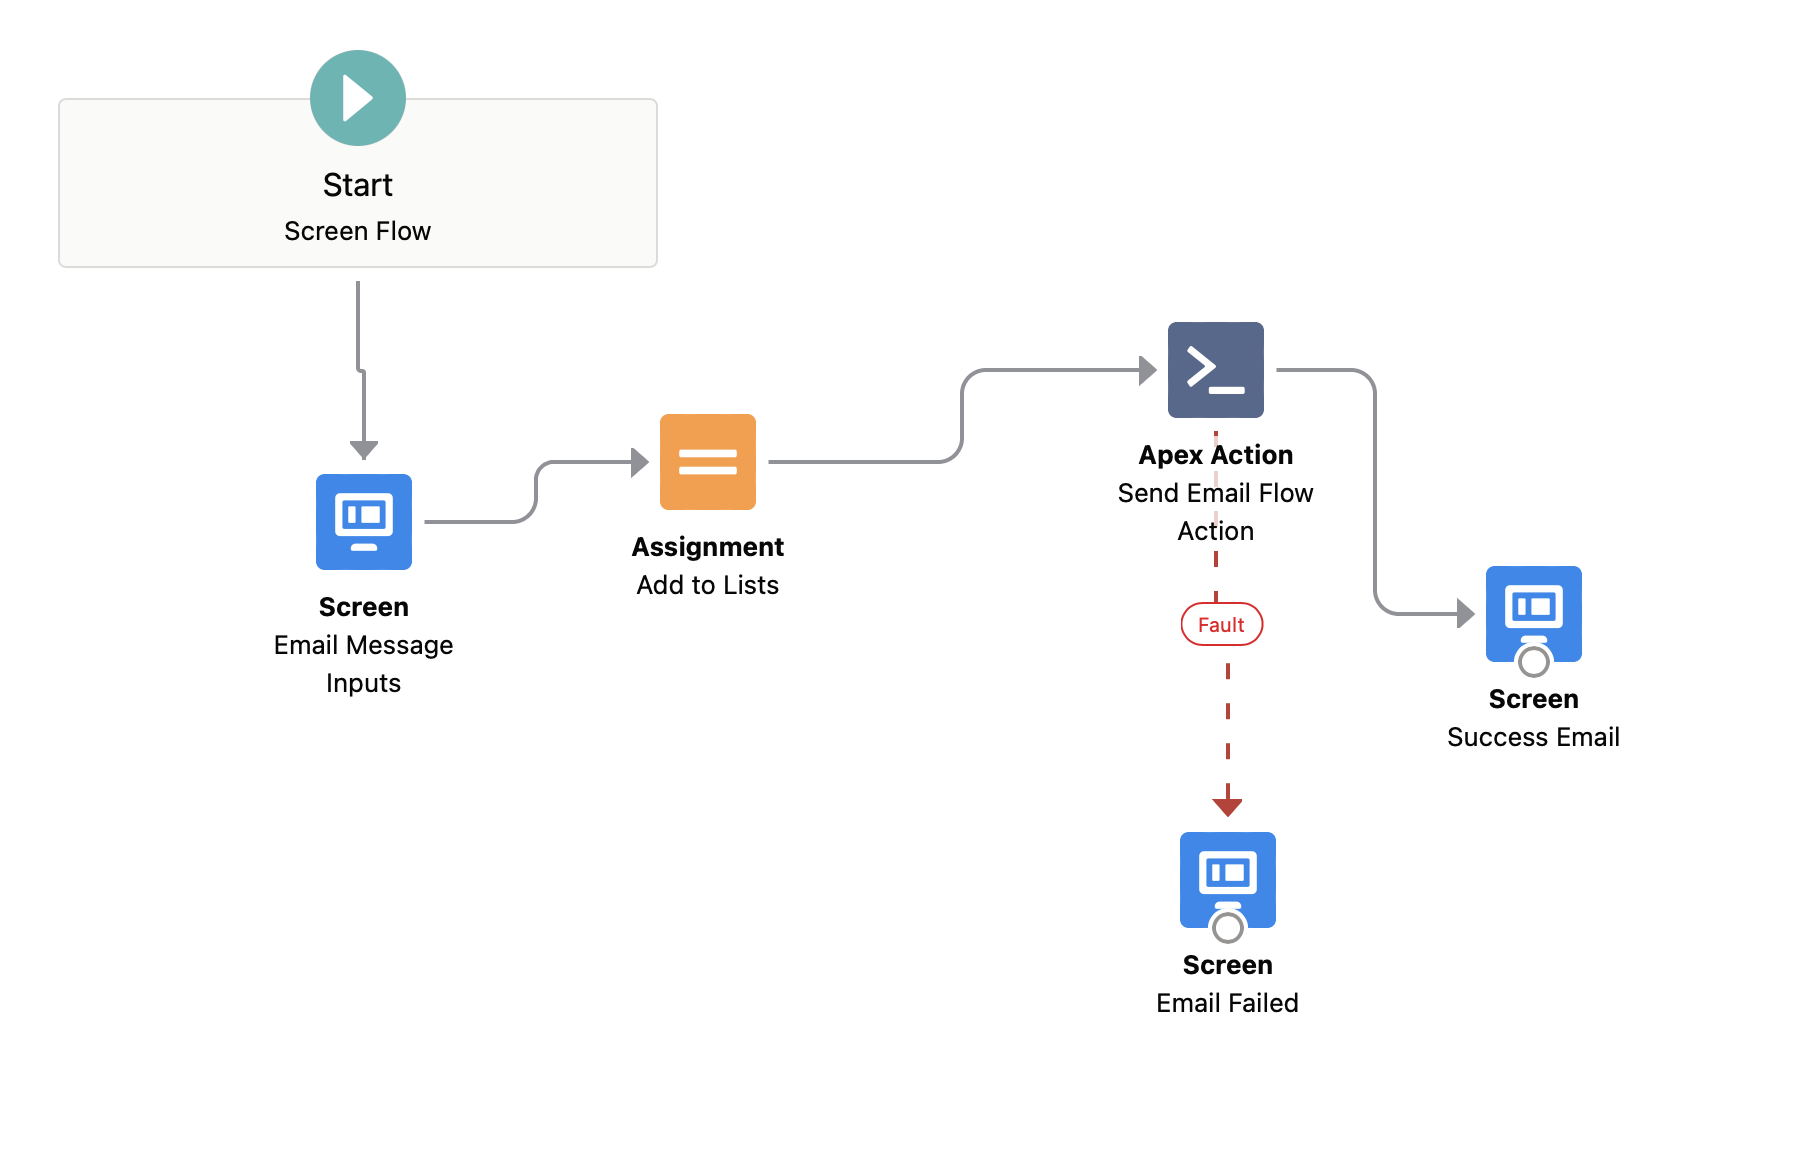 Start
Screen Flow
Screen
Email Message
Inputs
Assignment
Add to Lists
Apex Action
Send Email Flow
Action
Fault
Screen
Success Email
Screen
Email Failed